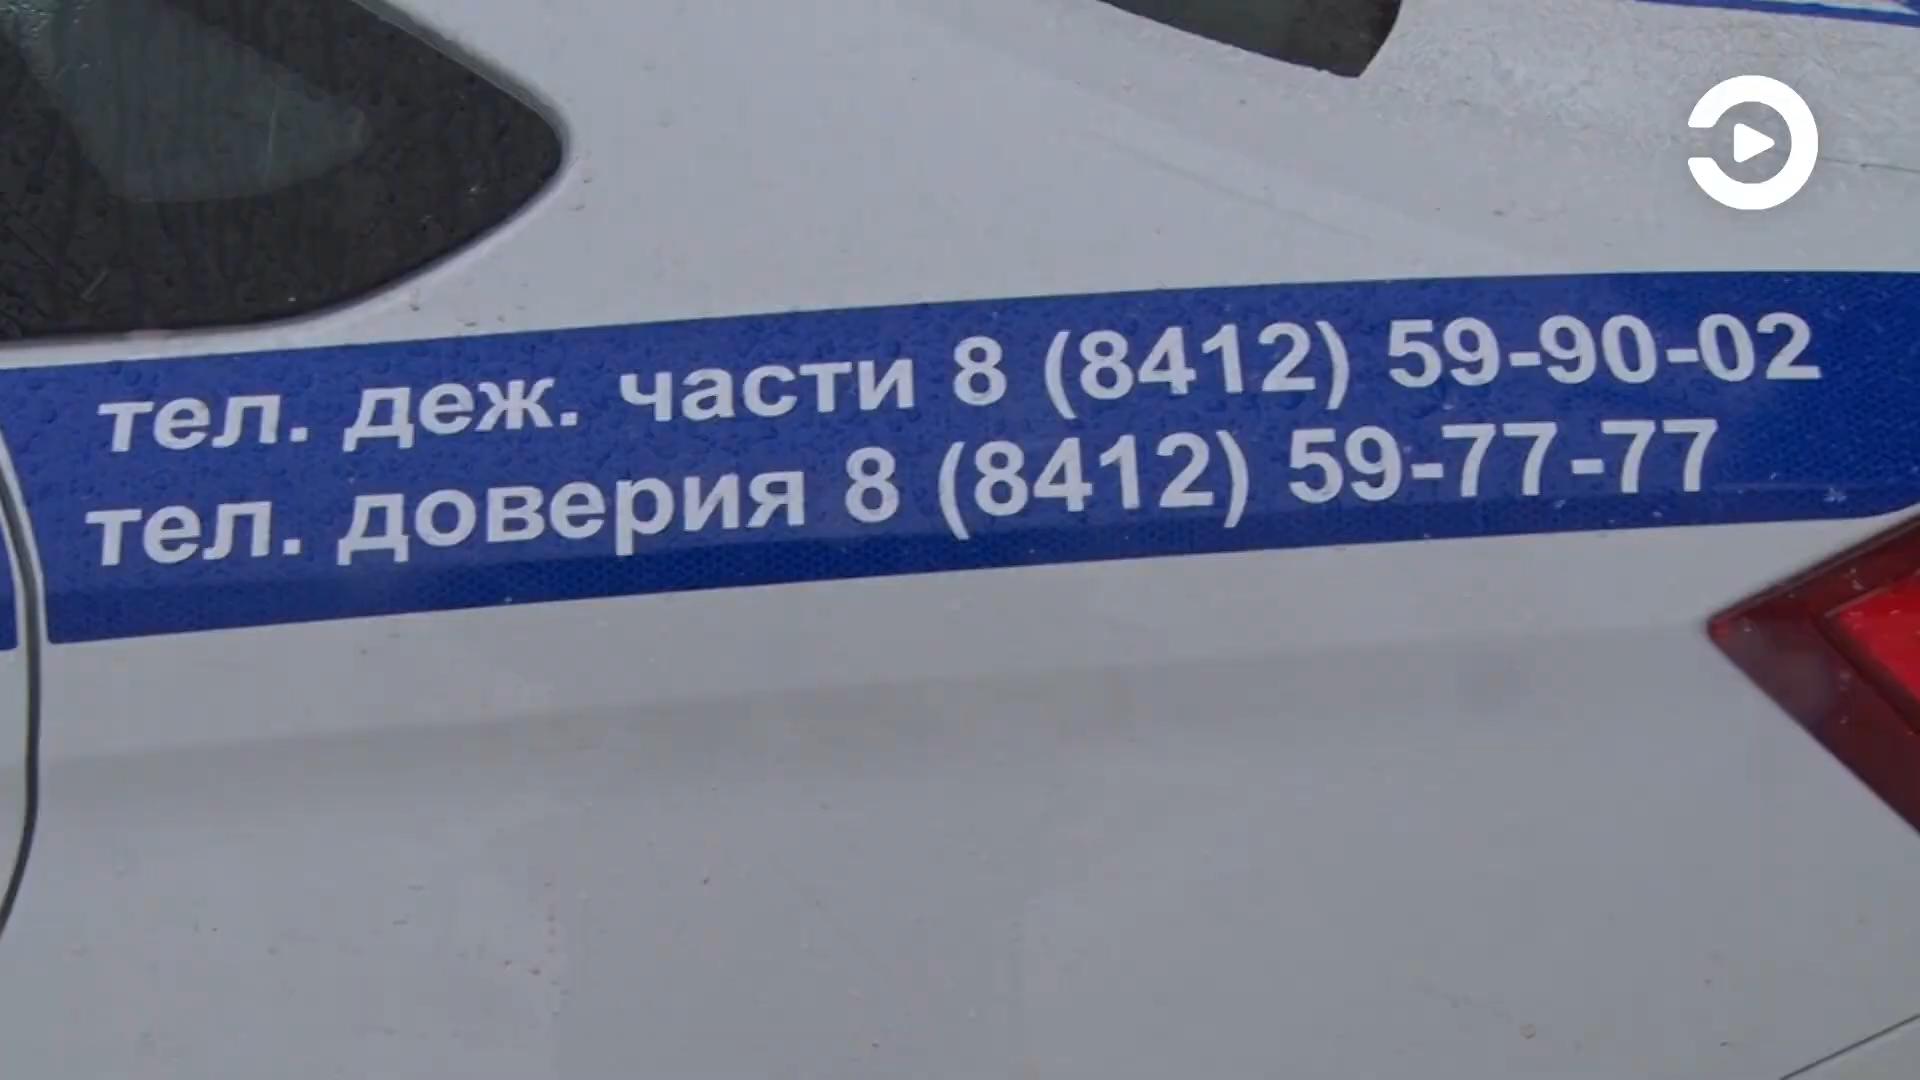 тел. деж. части 8 (8412) 59-90-02
тел. доверия 8 (8412) 59-77-77